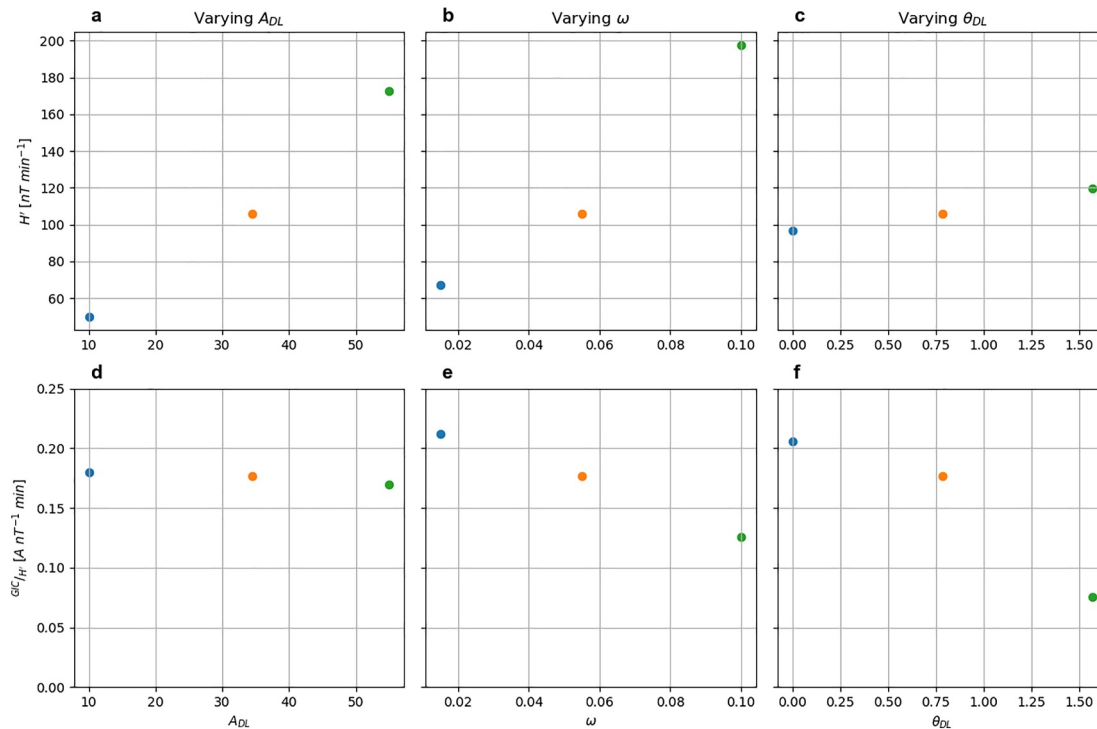 a Varying A_DL
b Varying ω
c Varying θ_DL
H' [nT min⁻¹]
200
180
160
140
120
100
80
60
10 20 30 40 50
0.02 0.04 0.06 0.08 0.10
0.00 0.25 0.50 0.75 1.00 1.25 1.50
d
e
f
GIC/H' [A nT⁻¹ min]
0.25
0.20
0.15
0.10
0.05
0.00
10 20 30 40 50
0.02 0.04 0.06 0.08 0.10
0.00 0.25 0.50 0.75 1.00 1.25 1.50
A_DL
ω
θ_DL